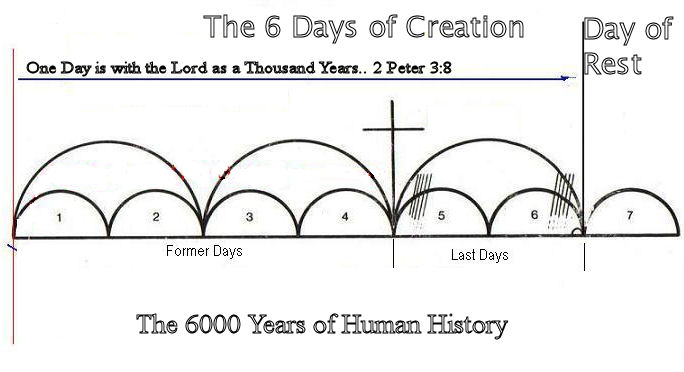 The 6 Days of Creation
Day of
Rest
One Day is with the Lord as a Thousand Years.. 2 Peter 3:8
1 2 3 4 5 6 7
Former Days
Last Days
The 6000 Years of Human History